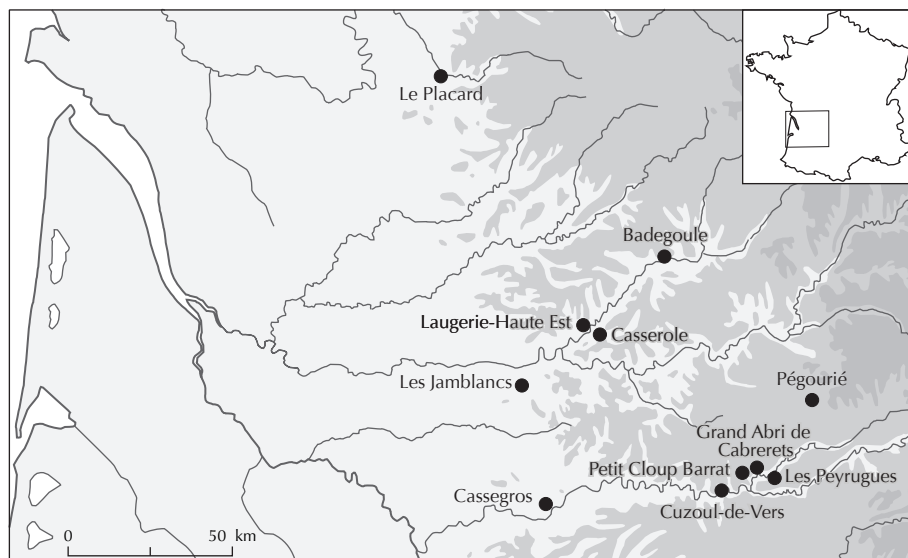 Le Placard
Badegoule
Laugerie-Haute Est
Casserole
Les Jamblancs
Pégourié
Grand Abri de
Cabrerets
Petit Cloup Barrat
Les Peyrugues
Cassegros
Cuzoul-de-Vers
0 50 km